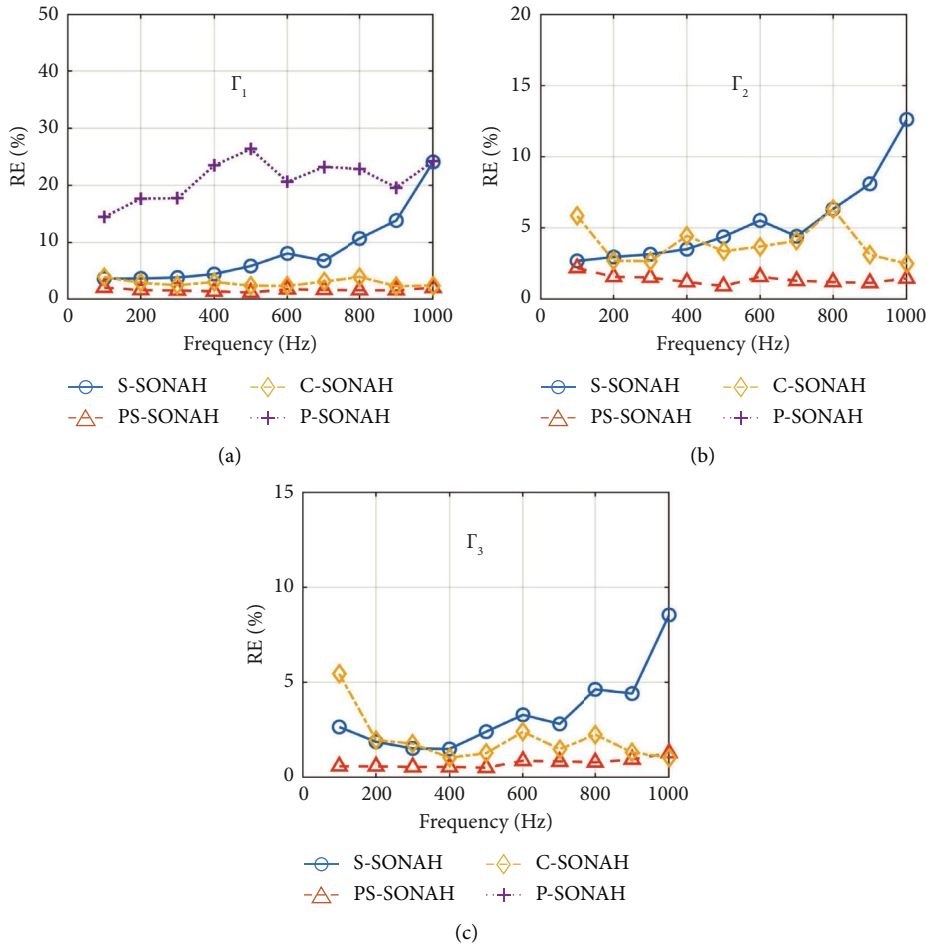 50
40
30
20
10
0
RE (%)
Γ1
0 200 400 600 800 1000
Frequency (Hz)
S-SONAH C-SONAH
PS-SONAH P-SONAH
(a)
20
15
10
5
0
RE (%)
Γ2
0 200 400 600 800 1000
Frequency (Hz)
S-SONAH C-SONAH
PS-SONAH P-SONAH
(b)
15
10
5
0
RE (%)
Γ3
0 200 400 600 800 1000
Frequency (Hz)
S-SONAH C-SONAH
PS-SONAH P-SONAH
(c)